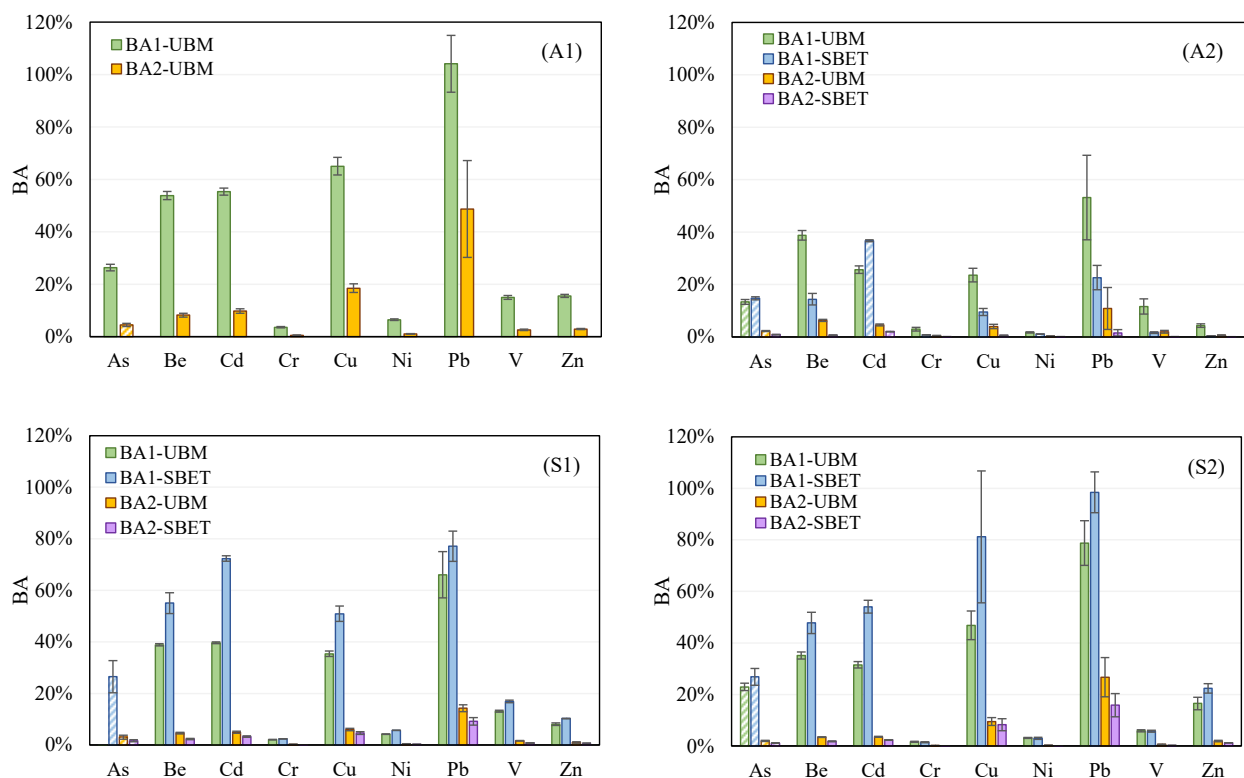 120%
100%
80%
60%
40%
20%
0%
BA
BA1-UBM
BA2-UBM
(A1)
As Be Cd Cr Cu Ni Pb V Zn
120%
100%
80%
60%
40%
20%
0%
BA
BA1-UBM
BA1-SBET
BA2-UBM
BA2-SBET
(A2)
As Be Cd Cr Cu Ni Pb V Zn
120%
100%
80%
60%
40%
20%
0%
BA
BA1-UBM
BA1-SBET
BA2-UBM
BA2-SBET
(S1)
As Be Cd Cr Cu Ni Pb V Zn
120%
100%
80%
60%
40%
20%
0%
BA
BA1-UBM
BA1-SBET
BA2-UBM
BA2-SBET
(S2)
As Be Cd Cr Cu Ni Pb V Zn